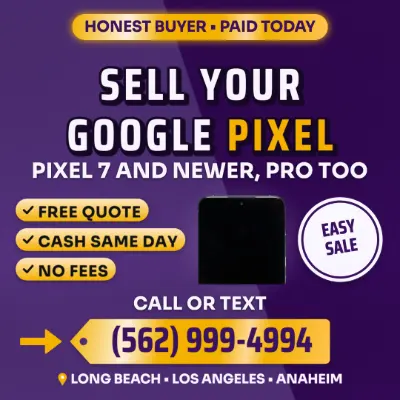 HONEST BUYER • PAID TODAY
SELL YOUR
GOOGLE PIXEL
PIXEL 7 AND NEWER, PRO TOO
FREE QUOTE
CASH SAME DAY
NO FEES
EASY
SALE
CALL OR TEXT
(562) 999-4994
LONG BEACH • LOS ANGELES • ANAHEIM